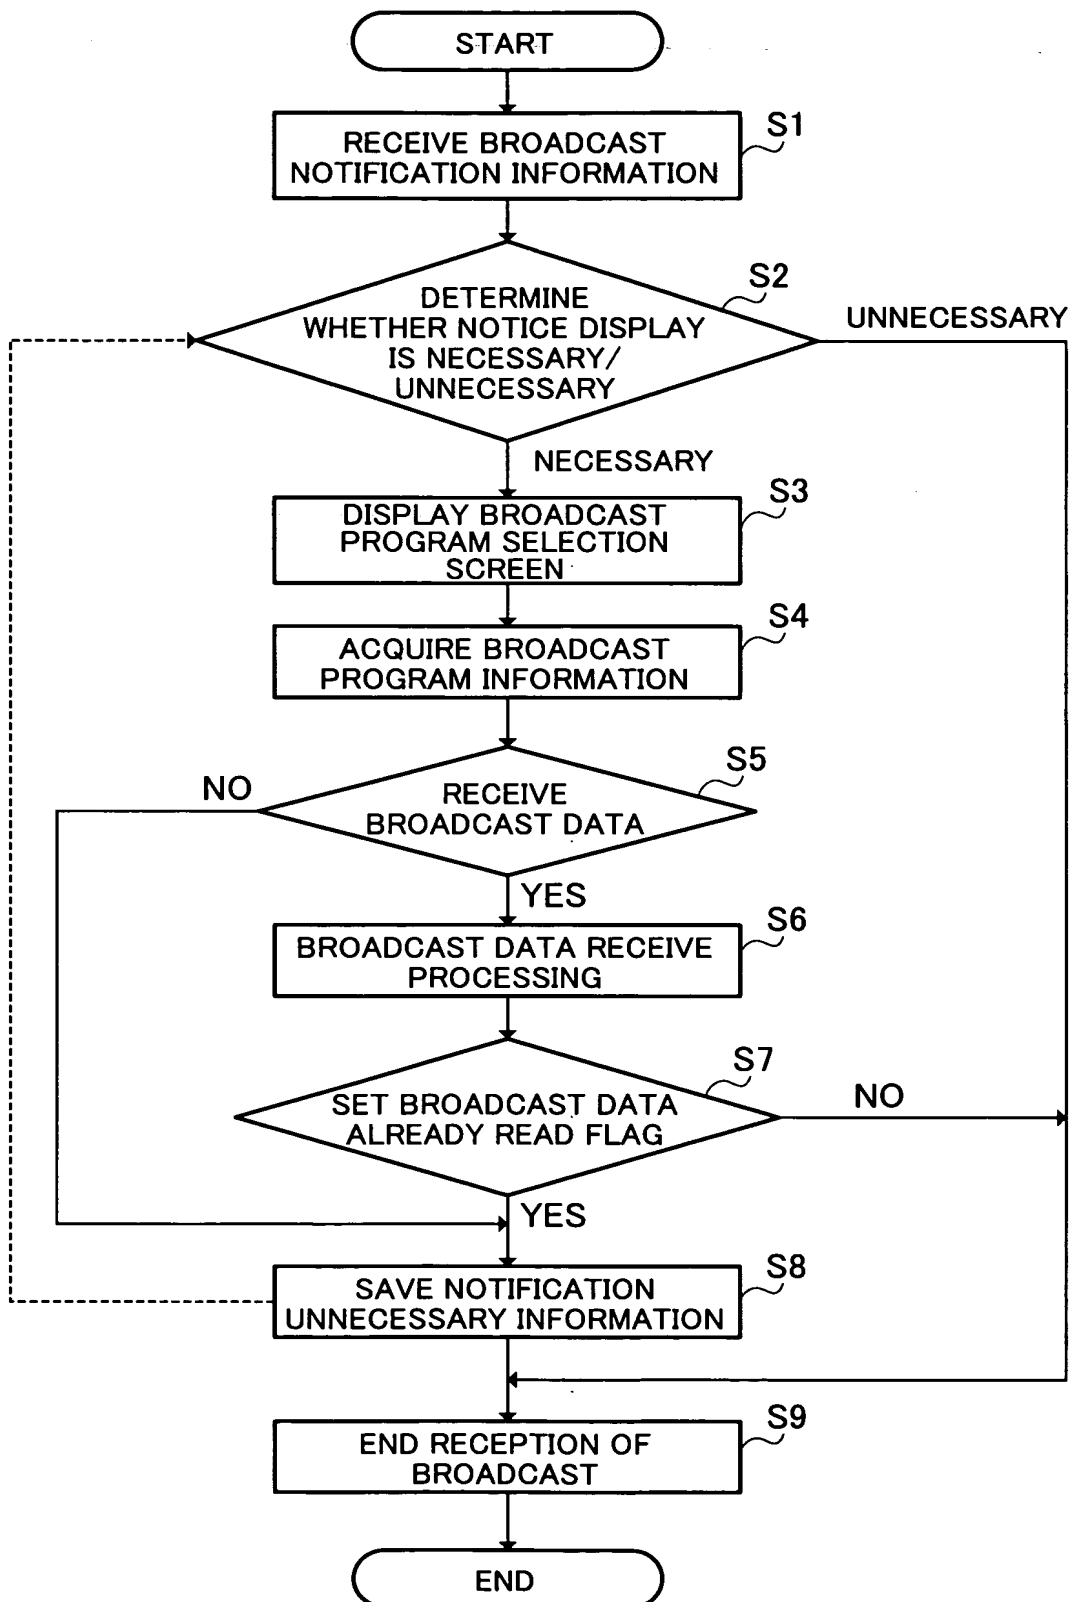 START
S1
RECEIVE BROADCAST
NOTIFICATION INFORMATION
S2
DETERMINE
WHETHER NOTICE DISPLAY
IS NECESSARY/
UNNECESSARY
UNNECESSARY
NECESSARY
S3
DISPLAY BROADCAST
PROGRAM SELECTION
SCREEN
S4
ACQUIRE BROADCAST
PROGRAM INFORMATION
S5
NO
RECEIVE
BROADCAST DATA
YES
S6
BROADCAST DATA RECEIVE
PROCESSING
S7
SET BROADCAST DATA
ALREADY READ FLAG
NO
YES
S8
SAVE NOTIFICATION
UNNECESSARY INFORMATION
S9
END RECEPTION OF
BROADCAST
END